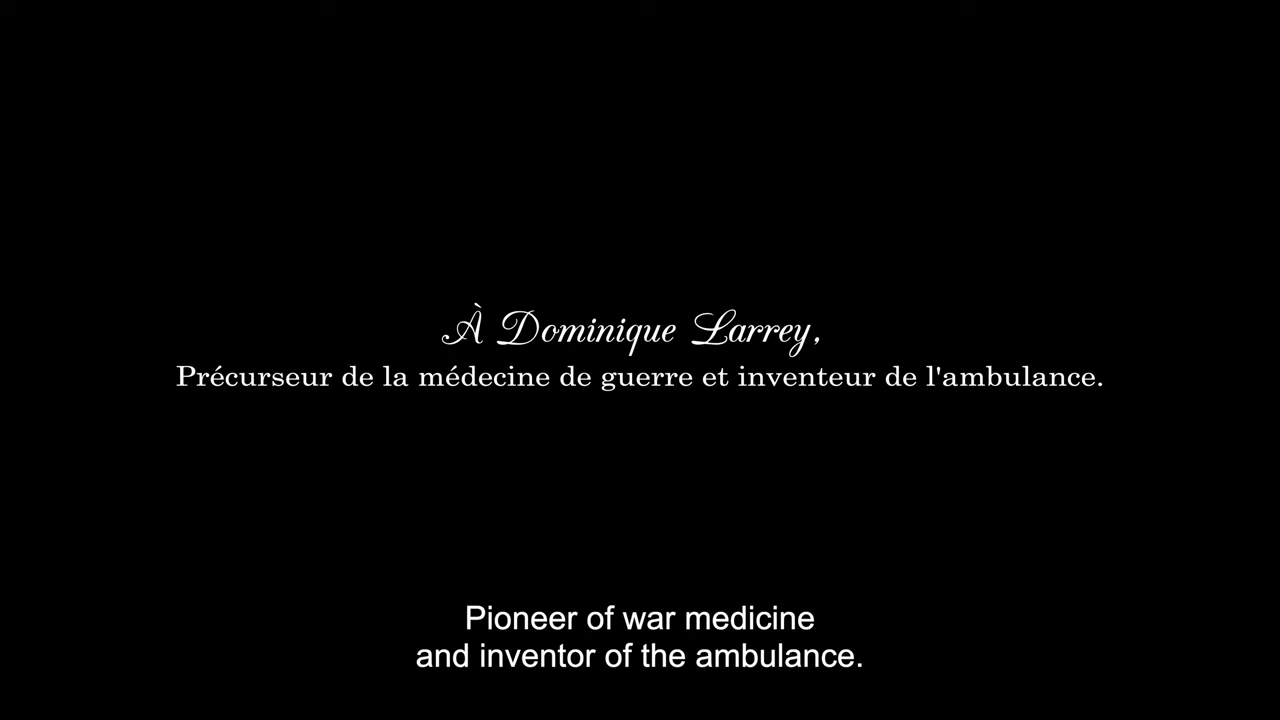 À Dominique Larrey,
Précurseur de la médecine de guerre et inventeur de l'ambulance.
Pioneer of war medicine
and inventor of the ambulance.